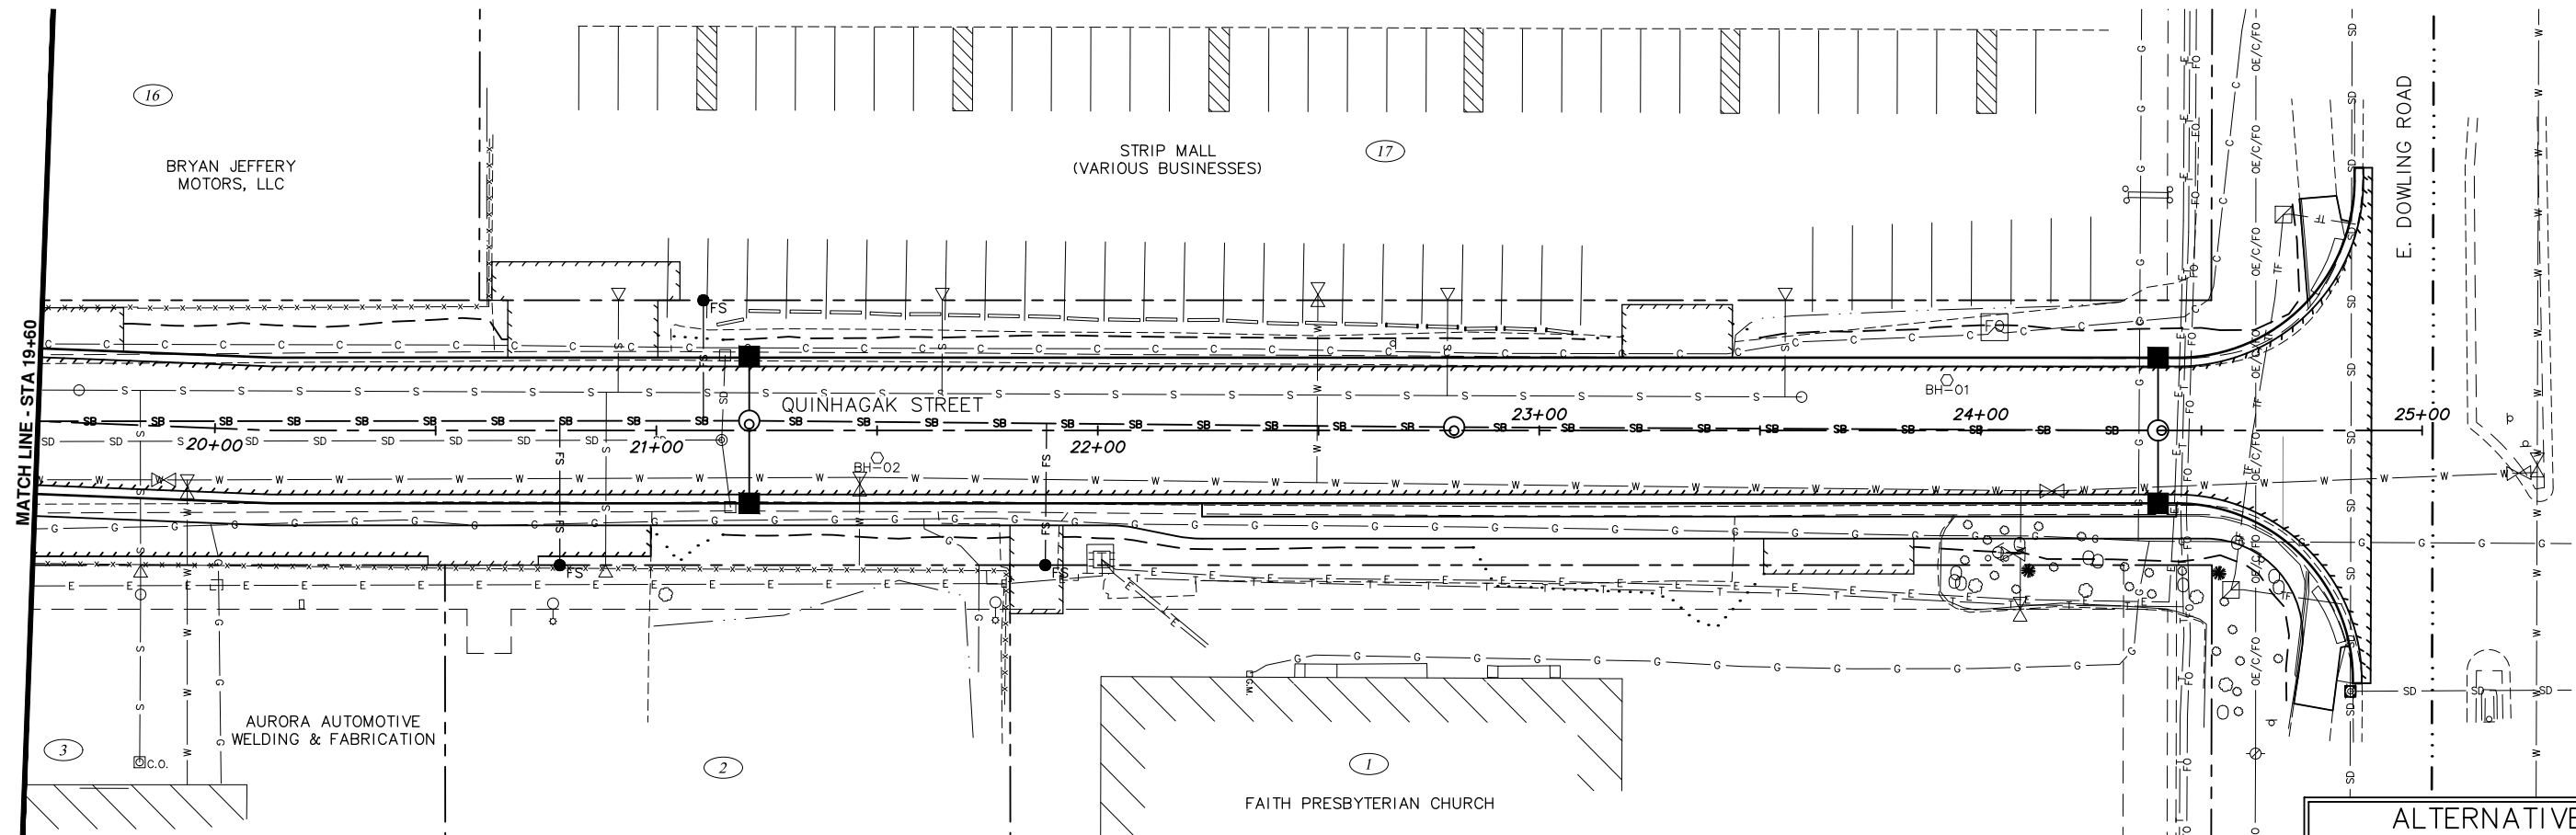 16
BRYAN JEFFERY
MOTORS, LLC
STRIP MALL
(VARIOUS BUSINESSES)
17
E. DOWLING ROAD
MATCH LINE - STA 19+60
FS
FO
BH-01
QUINHAGAK STREET
20+00
21+00
22+00
23+00
24+00
25+00
BH-02
FS
FS
3
AURORA AUTOMOTIVE
WELDING & FABRICATION
C.O.
2
G.M.
1
FAITH PRESBYTERIAN CHURCH
ALTERNATIVE